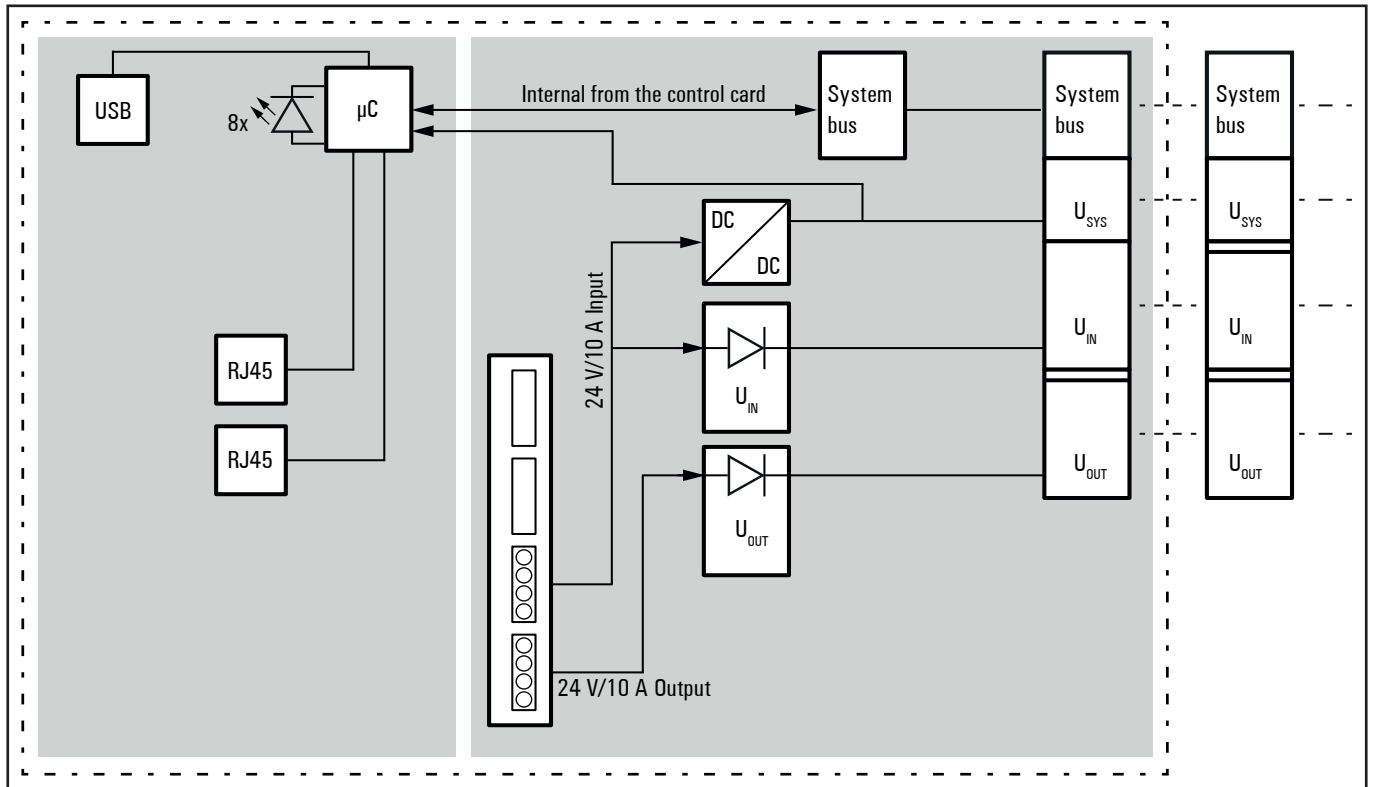 USB
8x
µC
Internal from the control card
System
bus
System
bus
System
bus
DC
DC
U_SYS
U_SYS
24 V/10 A Input
RJ45
U_IN
U_IN
U_IN
RJ45
U_OUT
U_OUT
U_OUT
24 V/10 A Output